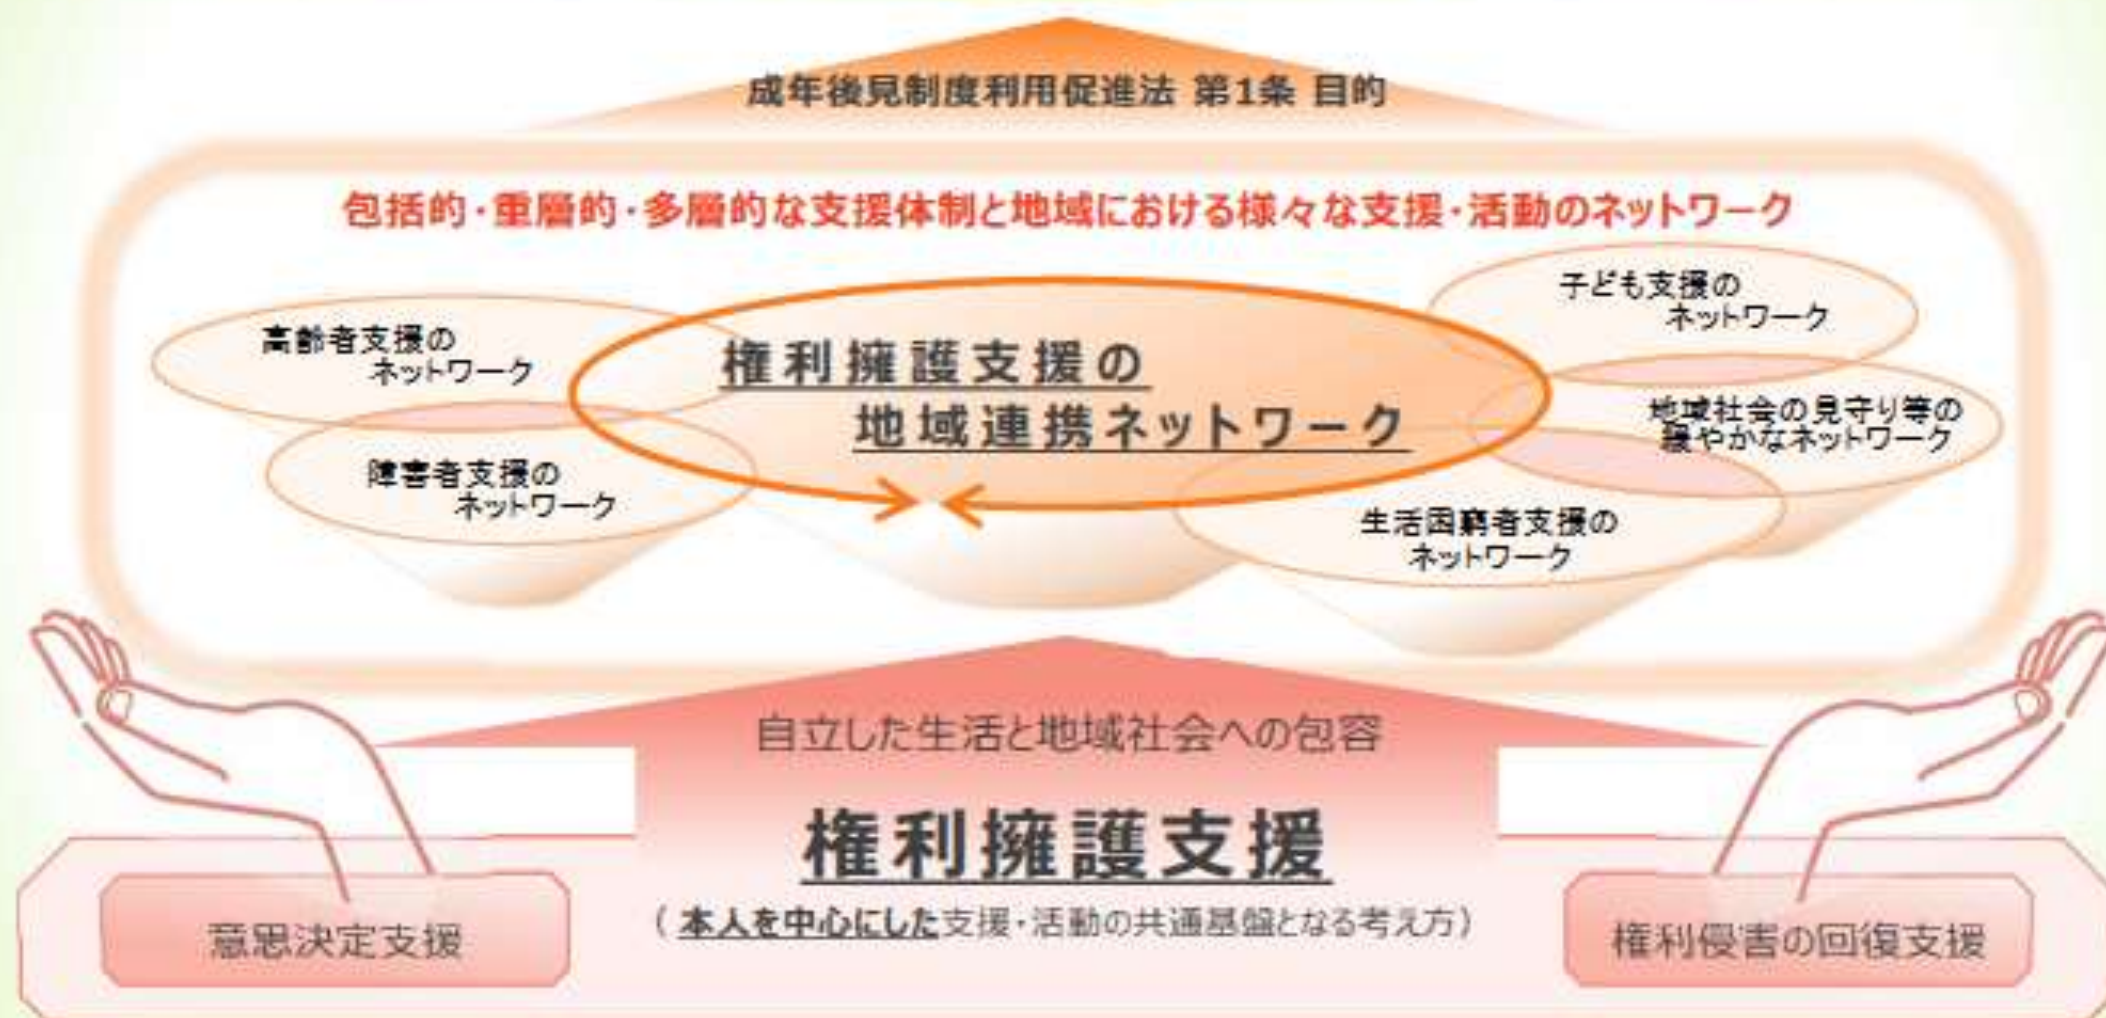 成年後見制度利用促進法 第1条 目的
包括的・重層的・多層的な支援体制と地域における様々な支援・活動のネットワーク
子ども支援の
ネットワーク
高齢者支援の
ネットワーク
権利擁護支援の
地域連携ネットワーク
地域社会の見守り等の
緩やかなネットワーク
障害者支援の
ネットワーク
生活困窮者支援の
ネットワーク
自立した生活と地域社会への包容
権利擁護支援
(本人を中心にした支援・活動の共通基盤となる考え方)
意思決定支援
権利侵害の回復支援